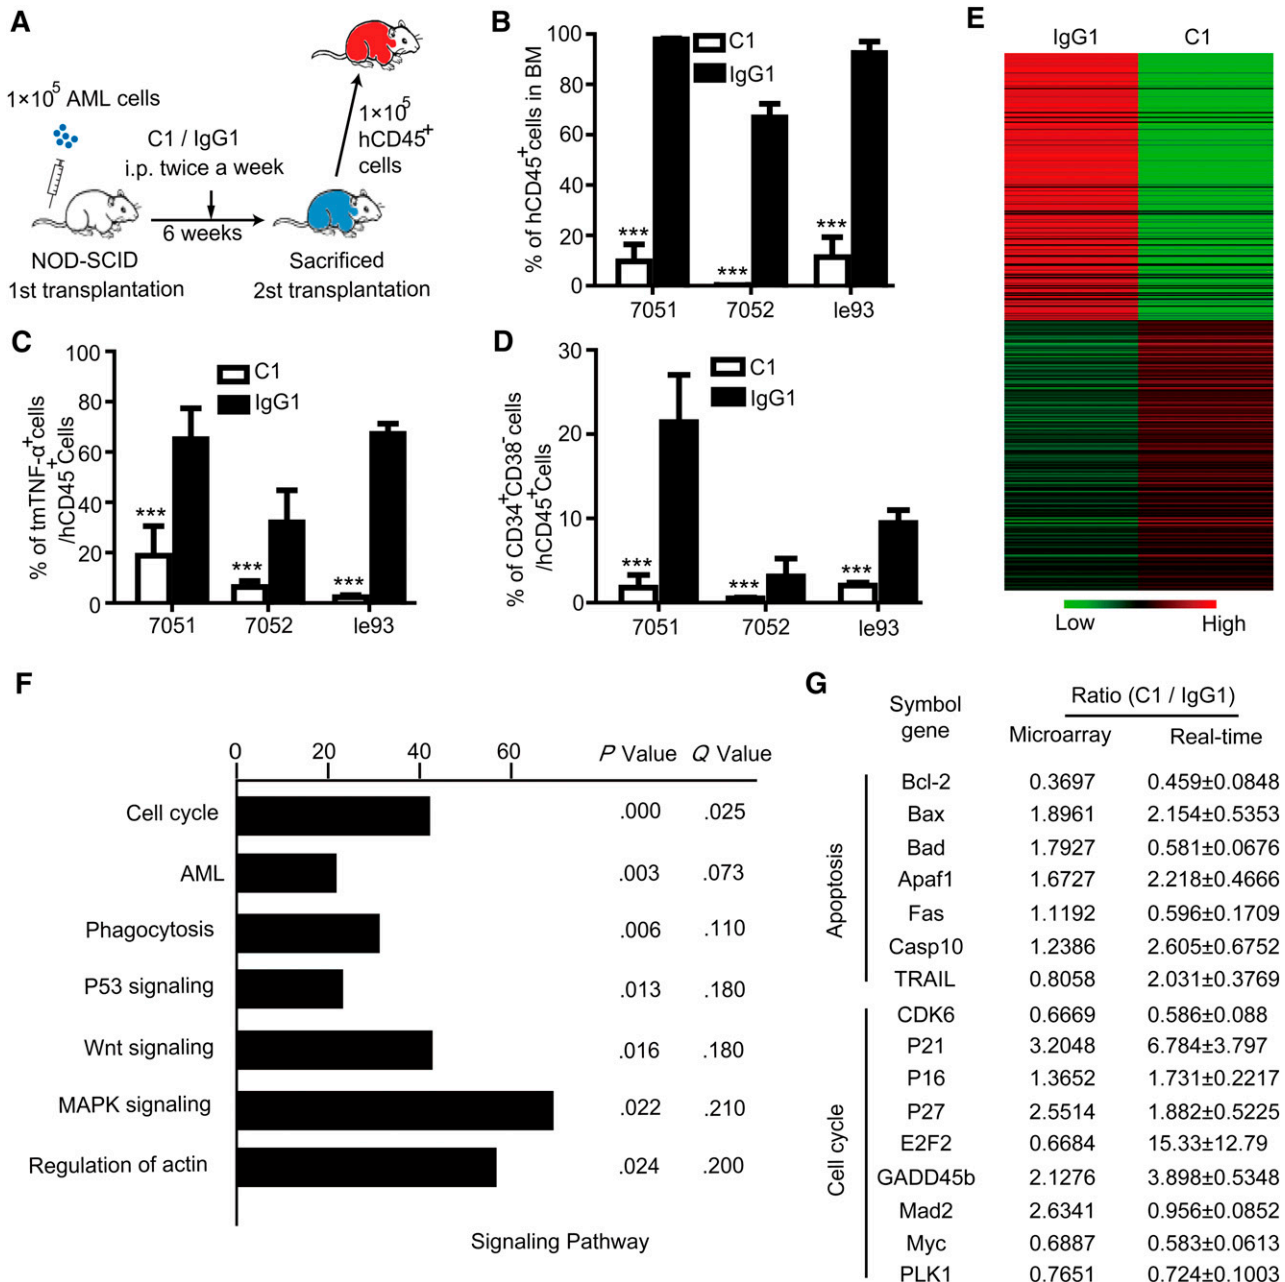 A
1×10⁵ AML cells
C1 / IgG1
i.p. twice a week
6 weeks
1×10⁵
hCD45⁺
cells
NOD-SCID
1st transplantation
Sacrificed
2st transplantation
B
% of hCD45⁺cells in BM
100
80
60
40
20
0
C1
IgG1
***
***
***
7051
7052
le93
C
% of tmTNF-α⁺cells
/hCD45⁺Cells
100
80
60
40
20
0
C1
IgG1
***
***
***
7051
7052
le93
D
% of CD34⁺CD38⁻cells
/hCD45⁺Cells
30
20
10
0
C1
IgG1
***
***
***
7051
7052
le93
E
IgG1 C1
Low High
F
0 20 40 60 P Value Q Value
Cell cycle .000 .025
AML .003 .073
Phagocytosis .006 .110
P53 signaling .013 .180
Wnt signaling .016 .180
MAPK signaling .022 .210
Regulation of actin .024 .200
Signaling Pathway
G
Symbol
gene
Ratio (C1 / IgG1)
Microarray Real-time
Apoptosis
Bcl-2 0.3697 0.459±0.0848
Bax 1.8961 2.154±0.5353
Bad 1.7927 0.581±0.0676
Apaf1 1.6727 2.218±0.4666
Fas 1.1192 0.596±0.1709
Casp10 1.2386 2.605±0.6752
TRAIL 0.8058 2.031±0.3769
Cell cycle
CDK6 0.6669 0.586±0.088
P21 3.2048 6.784±3.797
P16 1.3652 1.731±0.2217
P27 2.5514 1.882±0.5225
E2F2 0.6684 15.33±12.79
GADD45b 2.1276 3.898±0.5348
Mad2 2.6341 0.956±0.0852
Myc 0.6887 0.583±0.0613
PLK1 0.7651 0.724±0.1003